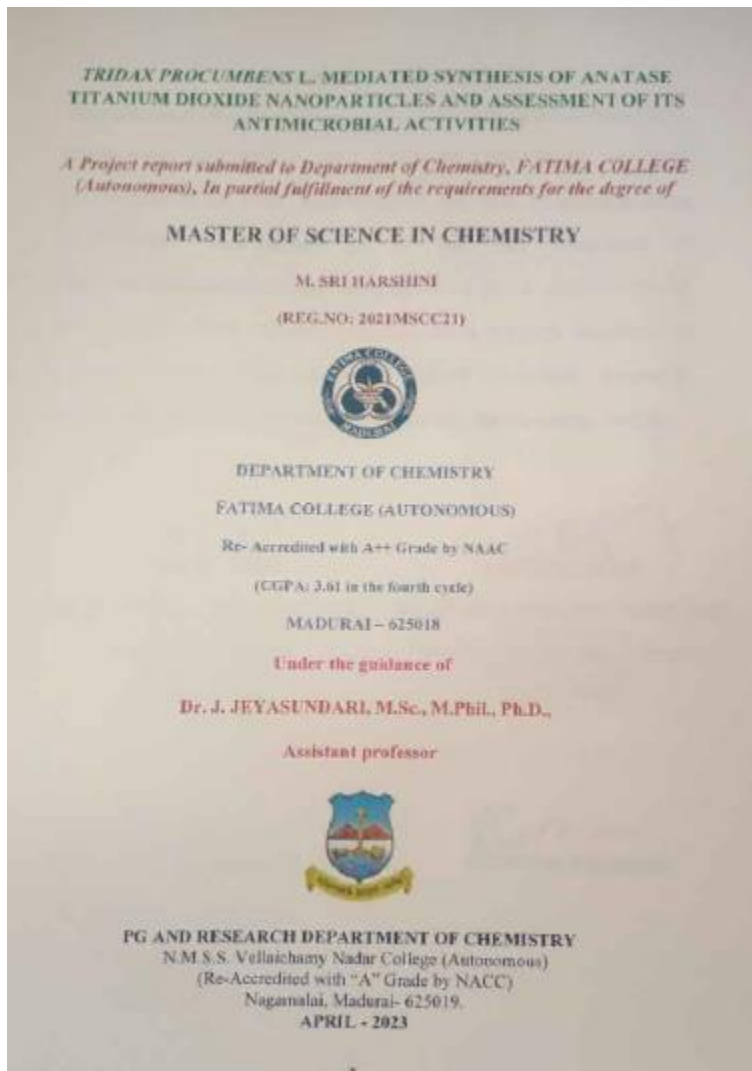 TRIDAX PROCUMBENS L. MEDIATED SYNTHESIS OF ANATASE
TITANIUM DIOXIDE NANOPARTICLES AND ASSESSMENT OF ITS
ANTIMICROBIAL ACTIVITIES
A Project report submitted to Department of Chemistry, FATIMA COLLEGE
(Autonomous), In partial fulfillment of the requirements for the degree of
MASTER OF SCIENCE IN CHEMISTRY
M. SRI HARSHINI
(REG.NO: 2021MSCC21)
FATIMA COLLEGE
MADURAI
DEPARTMENT OF CHEMISTRY
FATIMA COLLEGE (AUTONOMOUS)
Re- Accredited with A++ Grade by NAAC
(CGPA: 3.61 in the fourth cycle)
MADURAI – 625018
Under the guidance of
Dr. J. JEYASUNDARI, M.Sc., M.Phil., Ph.D.,
Assistant professor
PG AND RESEARCH DEPARTMENT OF CHEMISTRY
N.M.S.S. Vellaichamy Nadar College (Autonomous)
(Re-Accredited with “A” Grade by NACC)
Nagamalai, Madurai- 625019.
APRIL - 2023